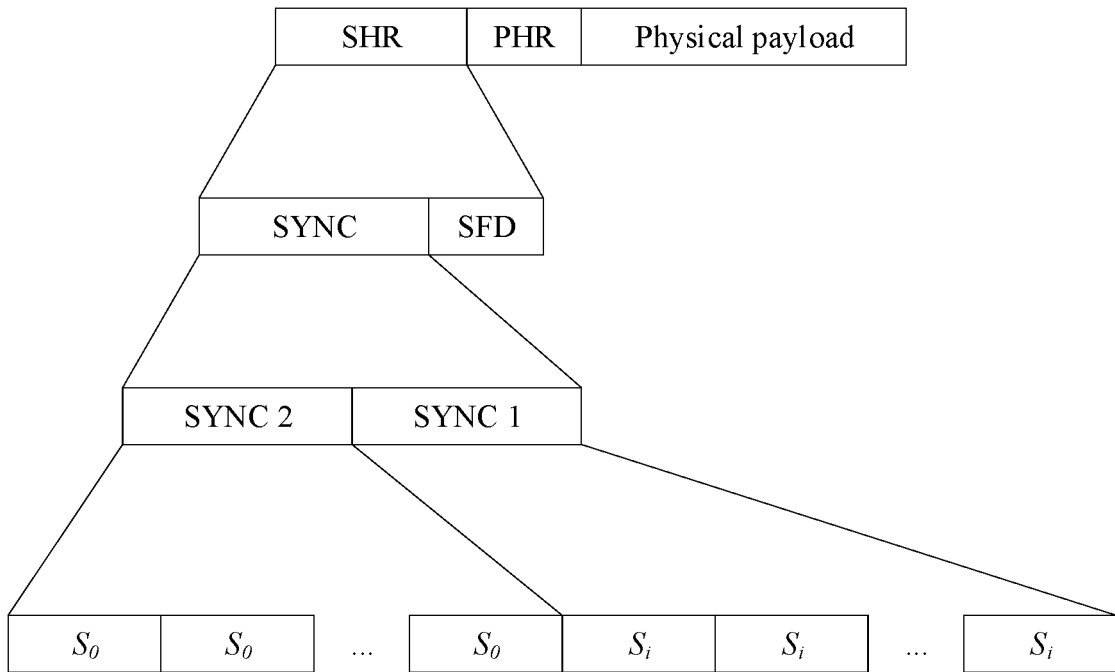 SHR PHR Physical payload
SYNC SFD
SYNC 2 SYNC 1
S0 S0 ... S0 Si Si ... Si